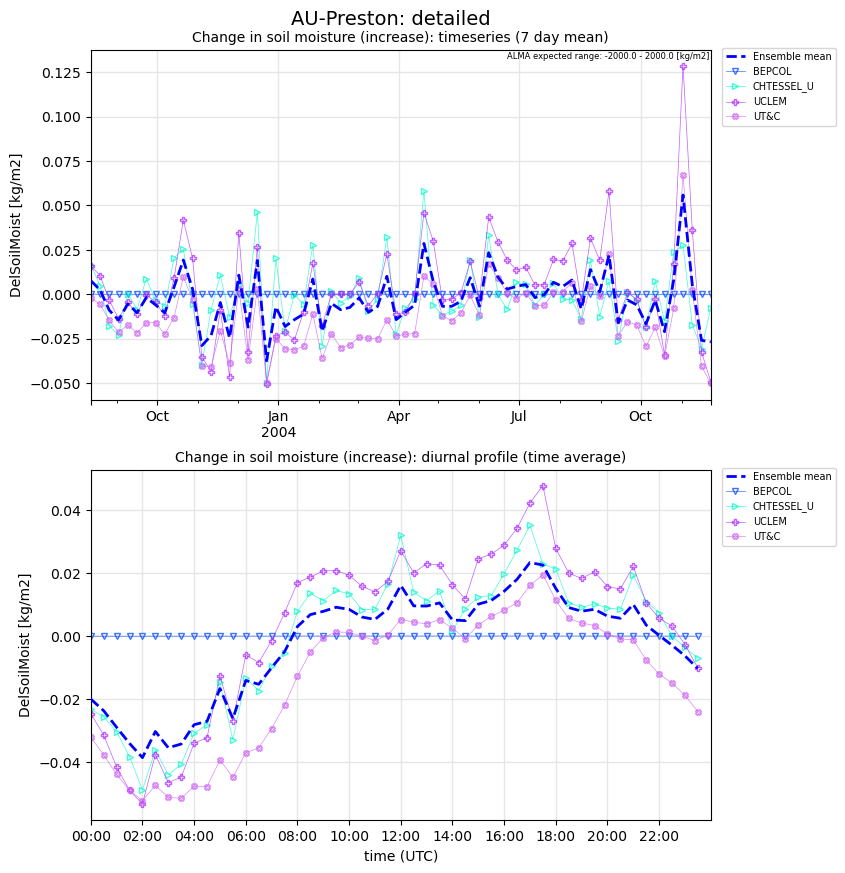 AU-Preston: detailed
Change in soil moisture (increase): timeseries (7 day mean)
ALMA expected range: -2000.0 - 2000.0 [kg/m2]
DelSoilMoist [kg/m2]
0.125
0.100
0.075
0.050
0.025
0.000
−0.025
−0.050
Oct
Jan
2004
Apr
Jul
Oct
Ensemble mean
BEPCOL
CHTESSEL_U
UCLEM
UT&C
Change in soil moisture (increase): diurnal profile (time average)
DelSoilMoist [kg/m2]
0.04
0.02
0.00
−0.02
−0.04
00:00 02:00 04:00 06:00 08:00 10:00 12:00 14:00 16:00 18:00 20:00 22:00
time (UTC)
Ensemble mean
BEPCOL
CHTESSEL_U
UCLEM
UT&C